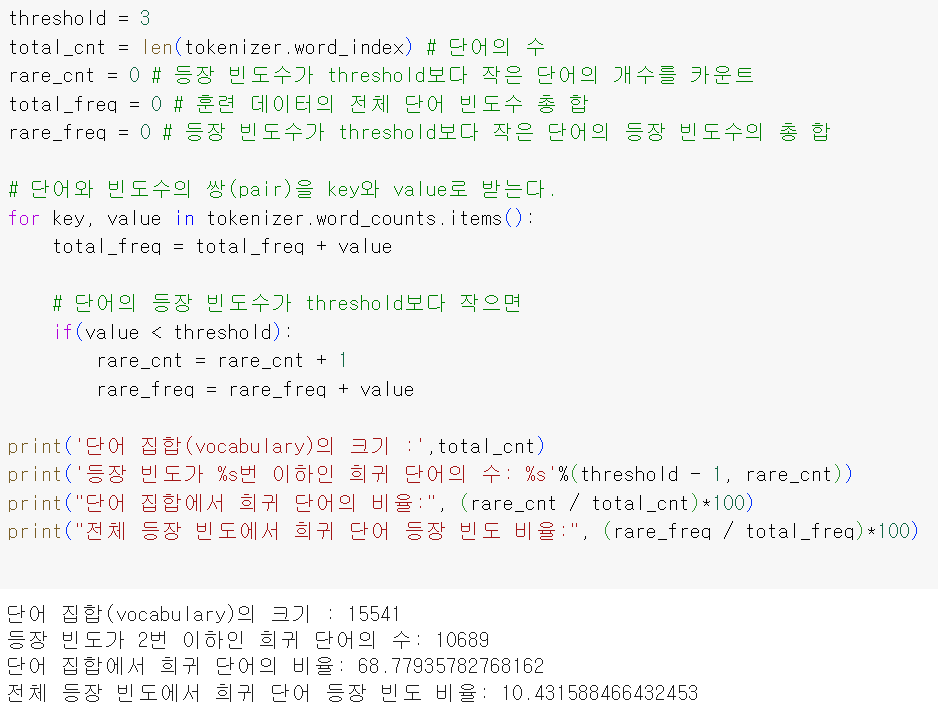 threshold = 3
total_cnt = len(tokenizer.word_index) # 단어의 수
rare_cnt = 0 # 등장 빈도수가 threshold보다 작은 단어의 개수를 카운트
total_freq = 0 # 훈련 데이터의 전체 단어 빈도수 총 합
rare_freq = 0 # 등장 빈도수가 threshold보다 작은 단어의 등장 빈도수의 총 합

# 단어와 빈도수의 쌍(pair)을 key와 value로 받는다.
for key, value in tokenizer.word_counts.items():
    total_freq = total_freq + value

    # 단어의 등장 빈도수가 threshold보다 작으면
    if(value < threshold):
        rare_cnt = rare_cnt + 1
        rare_freq = rare_freq + value

print('단어 집합(vocabulary)의 크기 :',total_cnt)
print('등장 빈도가 %s번 이하인 희귀 단어의 수: %s'%(threshold - 1, rare_cnt))
print("단어 집합에서 희귀 단어의 비율:", (rare_cnt / total_cnt)*100)
print("전체 등장 빈도에서 희귀 단어 등장 빈도 비율:", (rare_freq / total_freq)*100)

단어 집합(vocabulary)의 크기 : 15541
등장 빈도가 2번 이하인 희귀 단어의 수: 10689
단어 집합에서 희귀 단어의 비율: 68.77935782768162
전체 등장 빈도에서 희귀 단어 등장 빈도 비율: 10.431588466432453